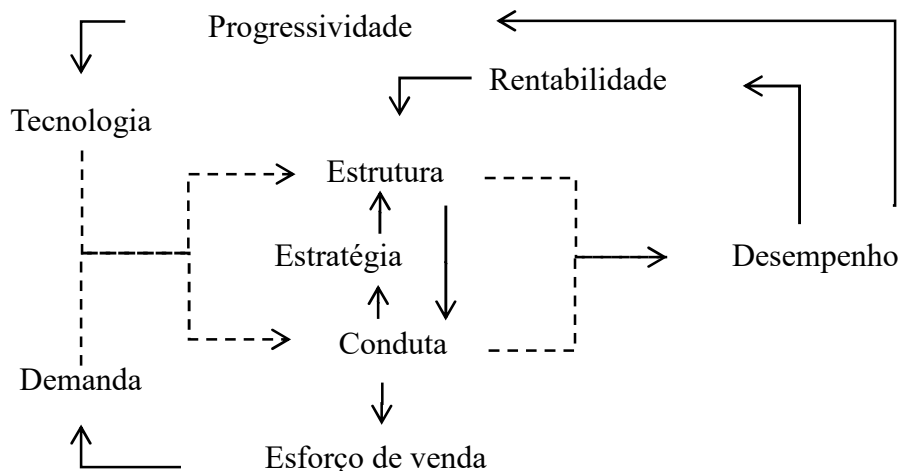 Progressividade
Rentabilidade
Tecnologia
Estrutura
Estratégia
Desempenho
Conduta
Demanda
Esforço de venda